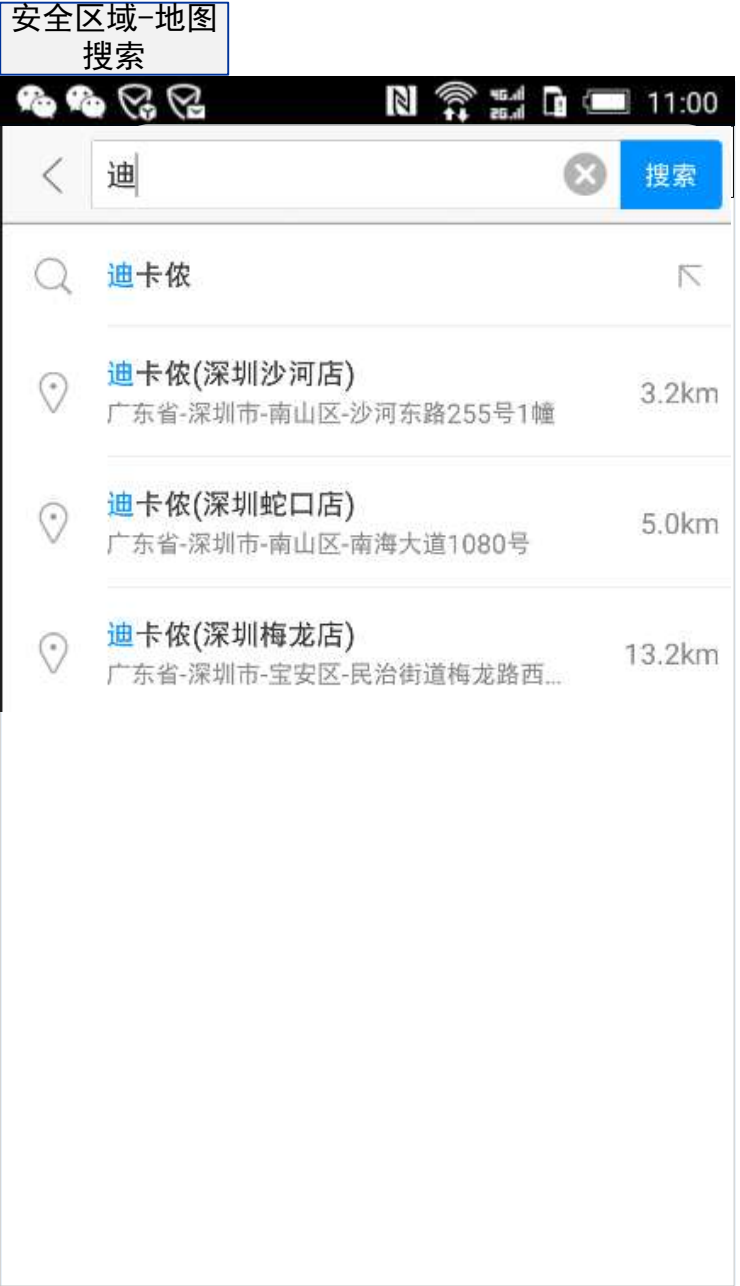 安全区域-地图
搜索
4G 2G 11:00
迪 搜索
迪卡侬
迪卡侬(深圳沙河店)
广东省-深圳市-南山区-沙河东路255号1幢
3.2km
迪卡侬(深圳蛇口店)
广东省-深圳市-南山区-南海大道1080号
5.0km
迪卡侬(深圳梅龙店)
广东省-深圳市-宝安区-民治街道梅龙路西...
13.2km